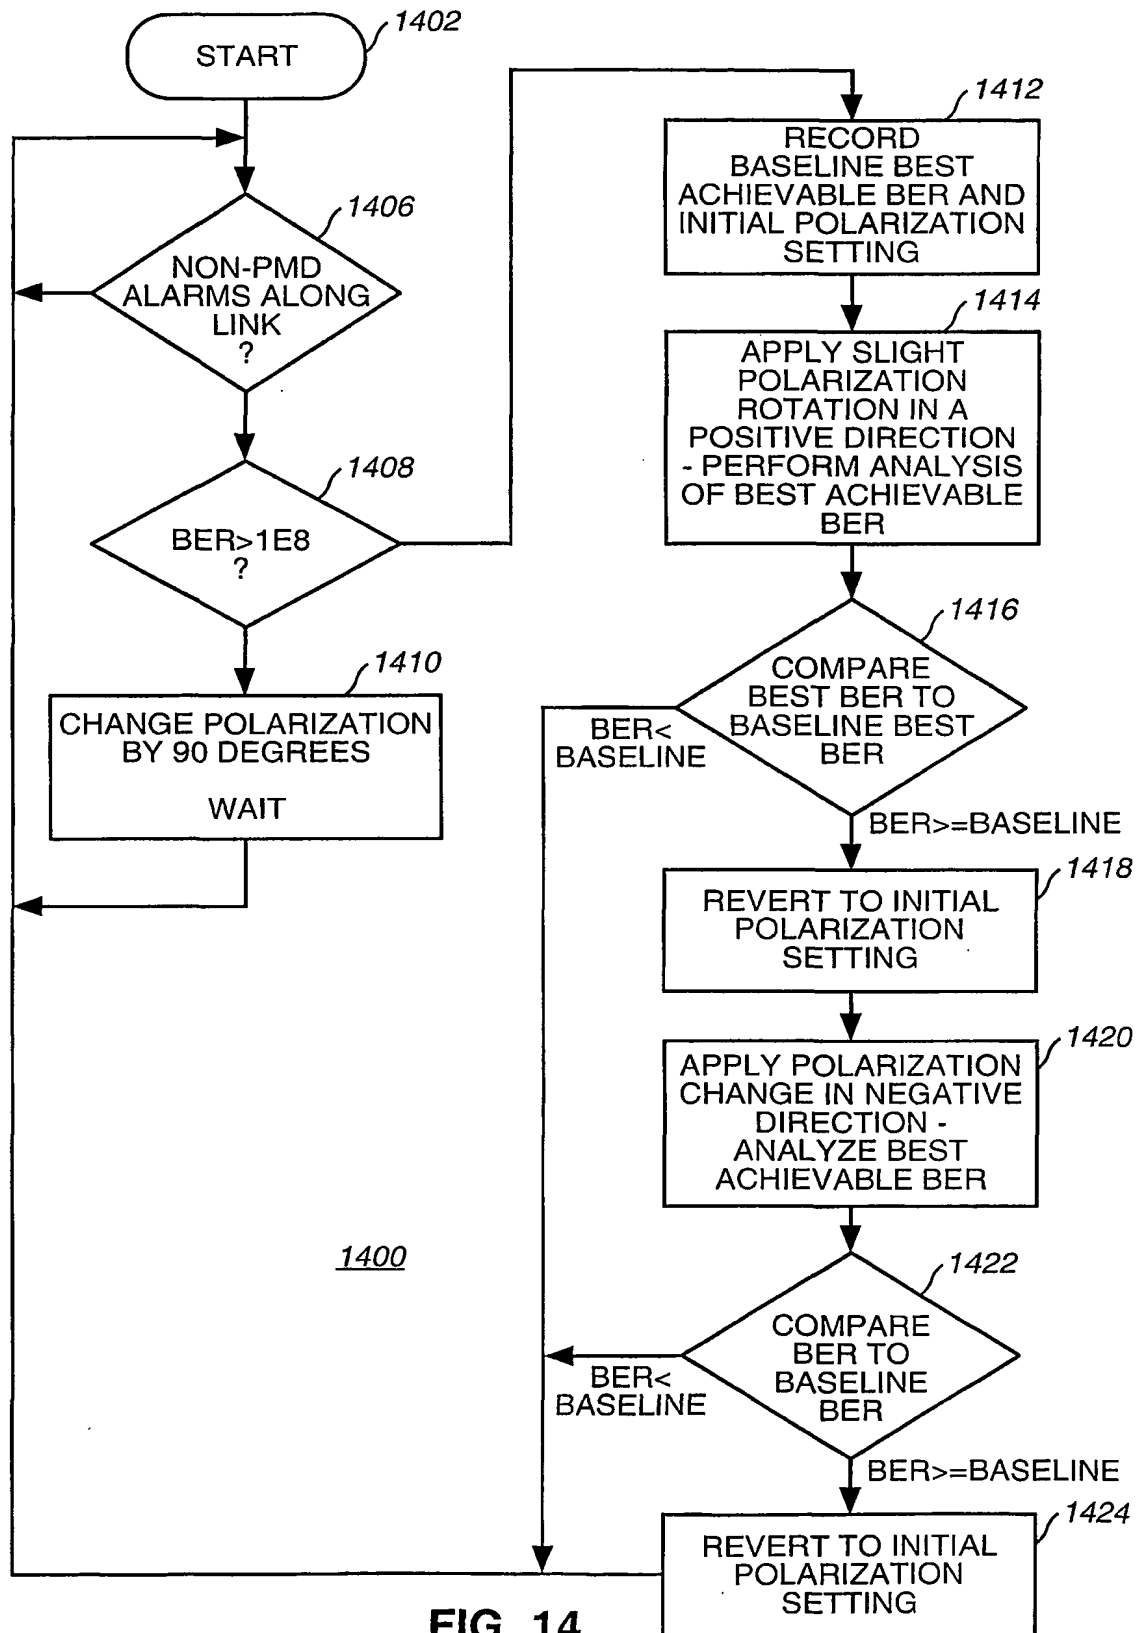 START
1402
NON-PMD
ALARMS ALONG
LINK
?
1406
BER>1E8
?
1408
CHANGE POLARIZATION
BY 90 DEGREES
WAIT
1410
RECORD
BASELINE BEST
ACHIEVABLE BER AND
INITIAL POLARIZATION
SETTING
1412
APPLY SLIGHT
POLARIZATION
ROTATION IN A
POSITIVE DIRECTION
- PERFORM ANALYSIS
OF BEST ACHIEVABLE
BER
1414
COMPARE
BEST BER TO
BASELINE BEST
BER
1416
BER<
BASELINE
BER>=BASELINE
REVERT TO INITIAL
POLARIZATION
SETTING
1418
APPLY POLARIZATION
CHANGE IN NEGATIVE
DIRECTION -
ANALYZE BEST
ACHIEVABLE BER
1420
COMPARE
BER TO
BASELINE
BER
1422
BER<
BASELINE
BER>=BASELINE
REVERT TO INITIAL
POLARIZATION
SETTING
1424
1400
FIG. 14